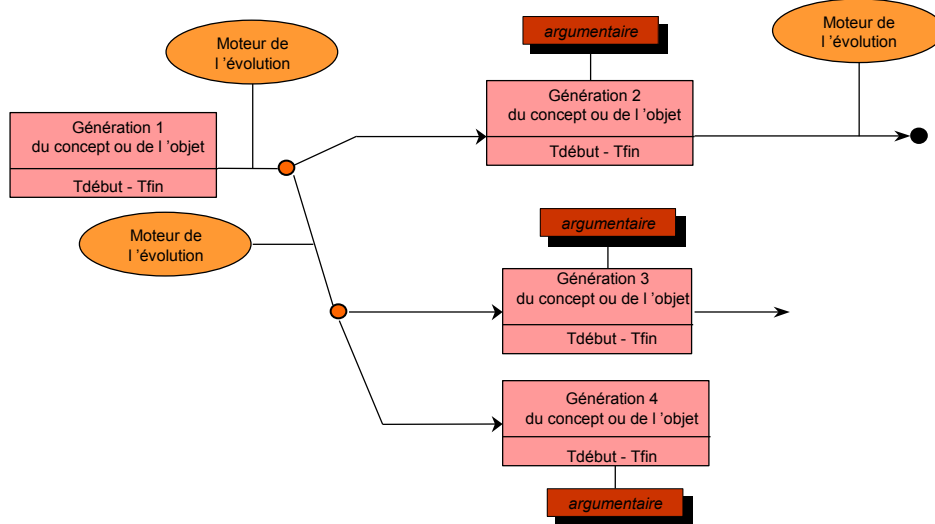 Moteur de
l ’évolution
argumentaire
Moteur de
l ’évolution
Génération 1
du concept ou de l ’objet
Tdébut - Tfin
Génération 2
du concept ou de l ’objet
Tdébut - Tfin
Moteur de
l ’évolution
argumentaire
Génération 3
du concept ou de l ’objet
Tdébut - Tfin
Génération 4
du concept ou de l ’objet
Tdébut - Tfin
argumentaire